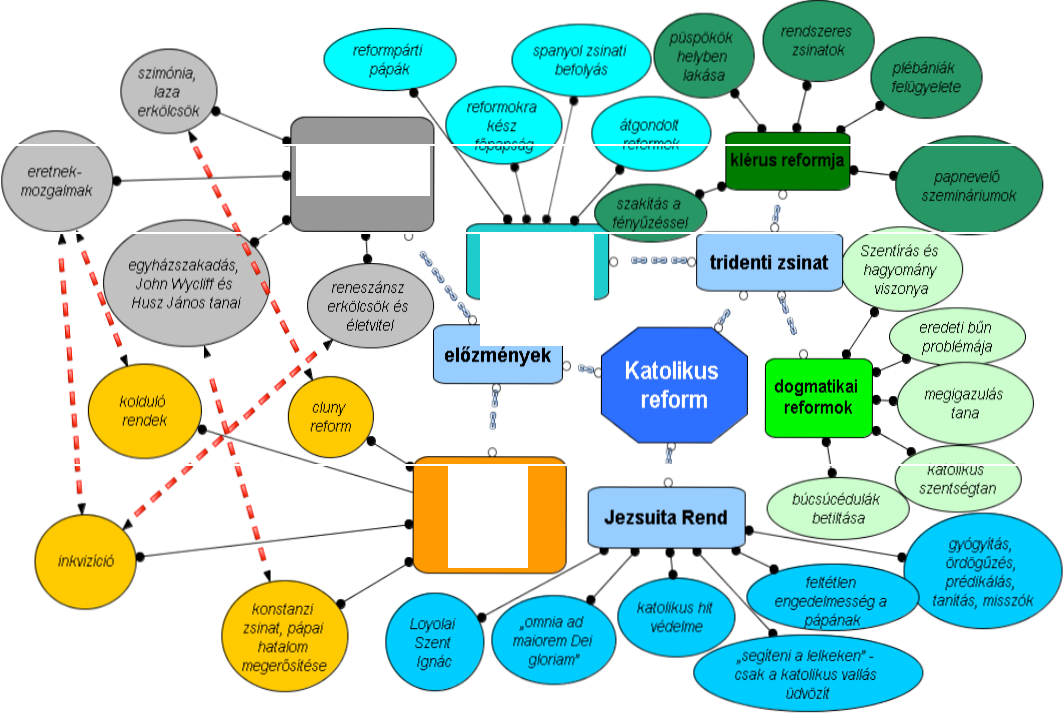 reformpárti
pápák
spanyol zsinati
befolyás
püspökök
helyben
lakása
rendszeres
zsinatok
plébániák
felügyelete
szimónia,
laza
erkölcsök
reformokra
kész
főpapság
átgondolt
reformok
klérus reformja
eretnek-
mozgalmak
papnevelő
szemináriumok
szakítás a
fényűzéssel
egyházszakadás,
John Wycliff és
Husz János tanai
reneszánsz
erkölcsök és
életvitel
tridenti zsinat
Szentírás és
hagyomány
viszonya
előzmények
Katolikus
reform
eredeti bűn
problémája
dogmatikai
reformok
megigazulás
tana
kolduló
rendek
cluny
reform
katolikus
szentségtan
búcsúcédulák
betiltása
Jezsuita Rend
inkvizíció
gyógyítás,
ördögűzés,
prédikálás,
tanítás, misszók
feltétlen
engedelmesség a
pápának
konstanzi
zsinat, pápai
hatalom
megerősítése
Loyolai
Szent
Ignác
„omnia ad
maiorem Dei
gloriam"
katolikus hit
védelme
„segíteni a lelkeken" -
csak a katolikus vallás
üdvözít